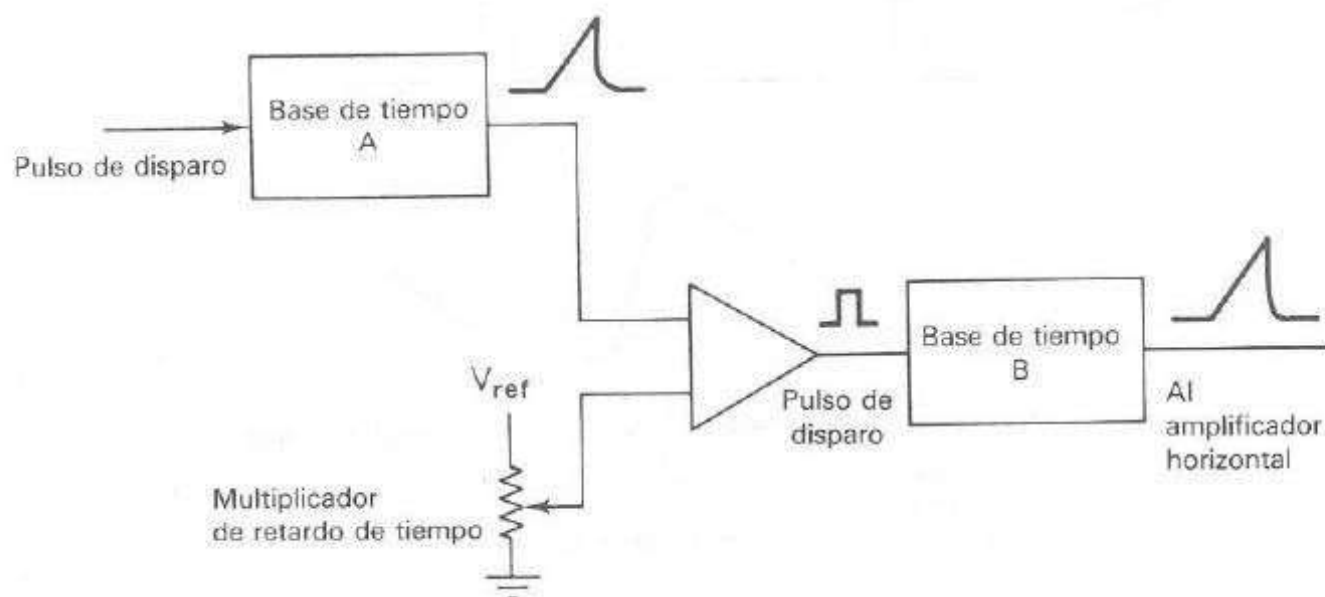 Base de tiempo
A
Pulso de disparo
Base de tiempo
B
V_ref
Pulso de
disparo
Al
amplificador
horizontal
Multiplicador
de retardo de tiempo